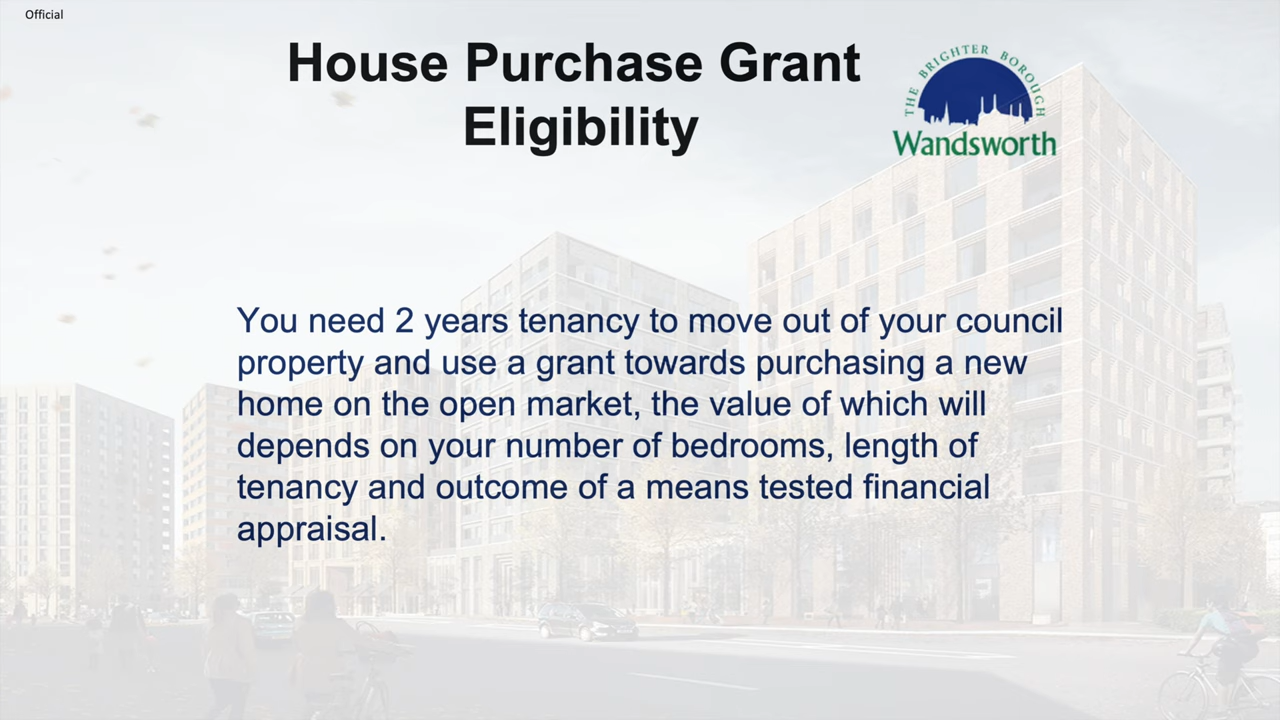 Official
House Purchase Grant
Eligibility
THE BRIGHTER BOROUGH
Wandsworth
You need 2 years tenancy to move out of your council
property and use a grant towards purchasing a new
home on the open market, the value of which will
depends on your number of bedrooms, length of
tenancy and outcome of a means tested financial
appraisal.